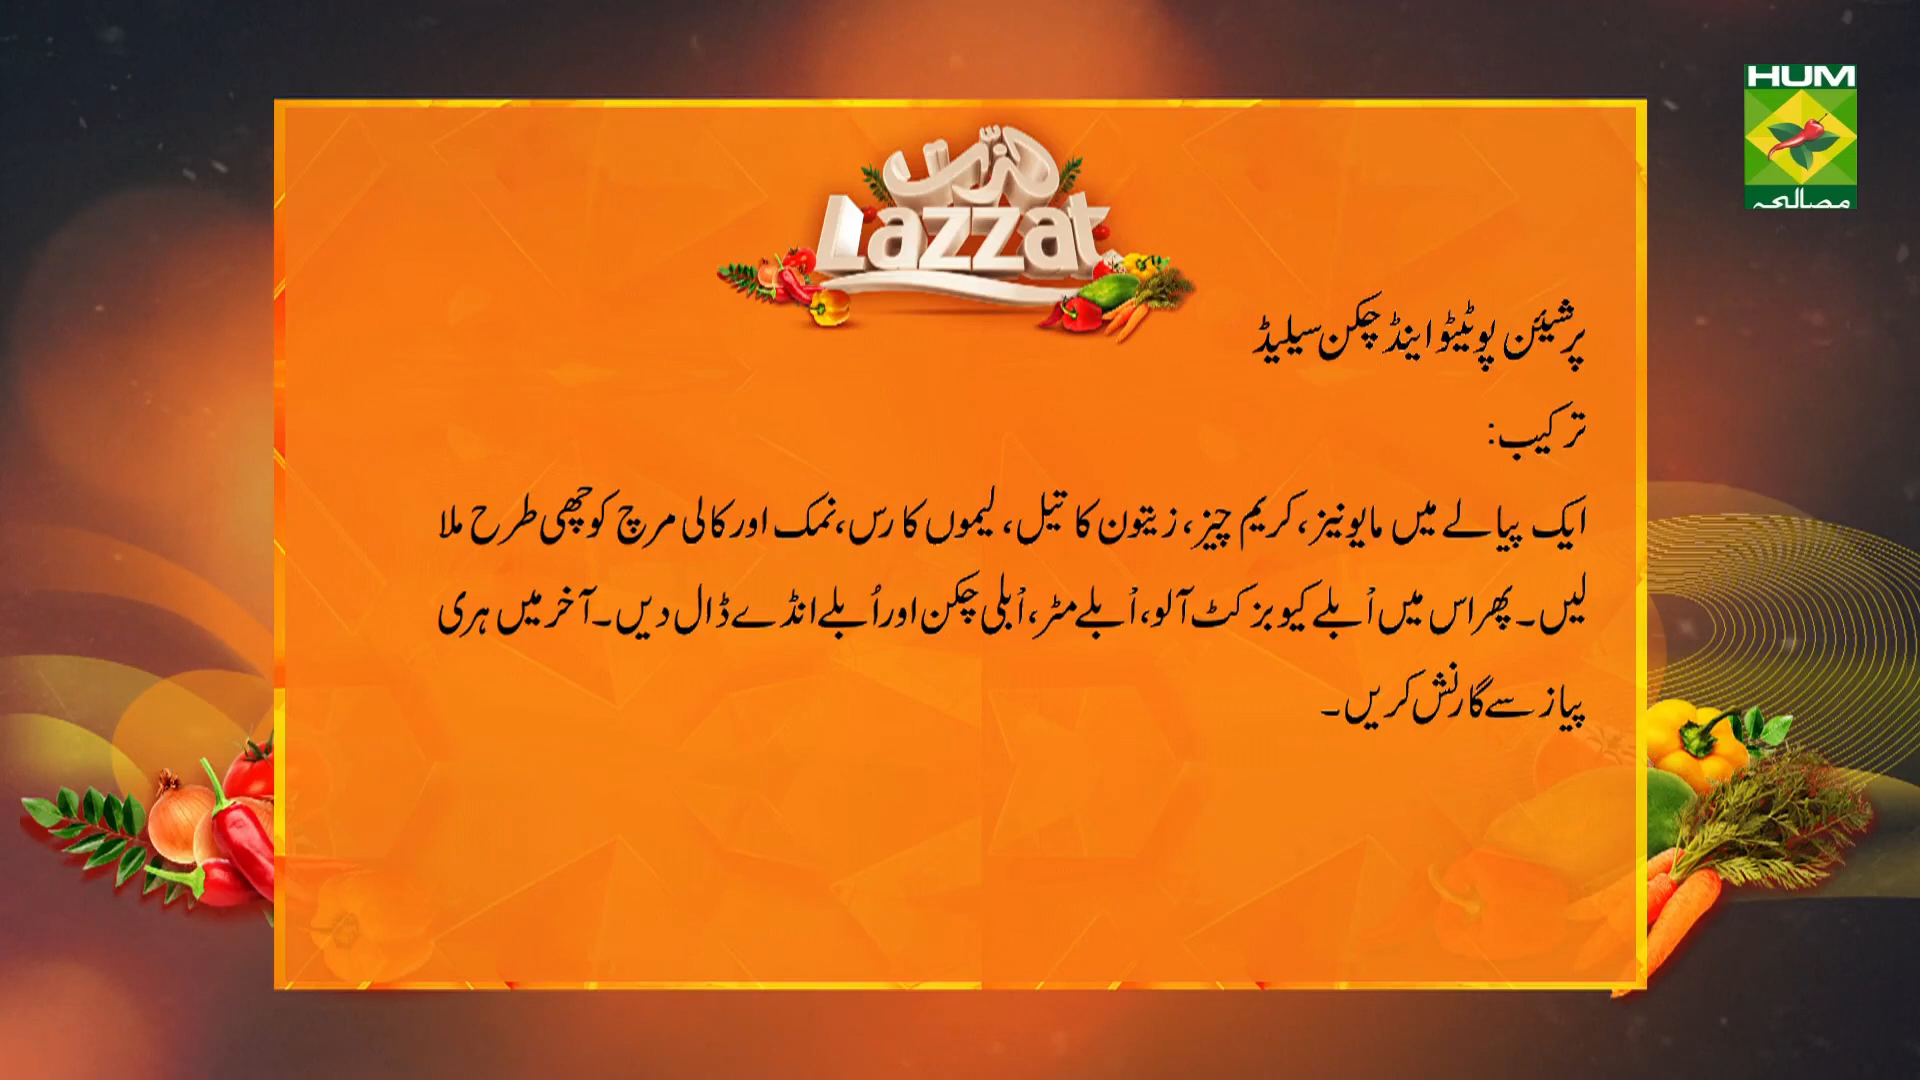 HUM
مصالحہ
لذّت
Lazzat
پرشیئن پوٹیٹو اینڈ چکن سیلیڈ
ترکیب:
ایک پیالے میں مایونیز، کریم چیز، زیتون کا تیل، لیموں کا رس، نمک اور کالی مرچ کو چھی طرح ملا
لیں۔ پھر اس میں اُبلے کیوبز کٹ آلو، اُبلے مٹر، اُبلی چکن اور اُبلے انڈے ڈال دیں۔ آخر میں ہری
پیاز سے گارنش کریں۔